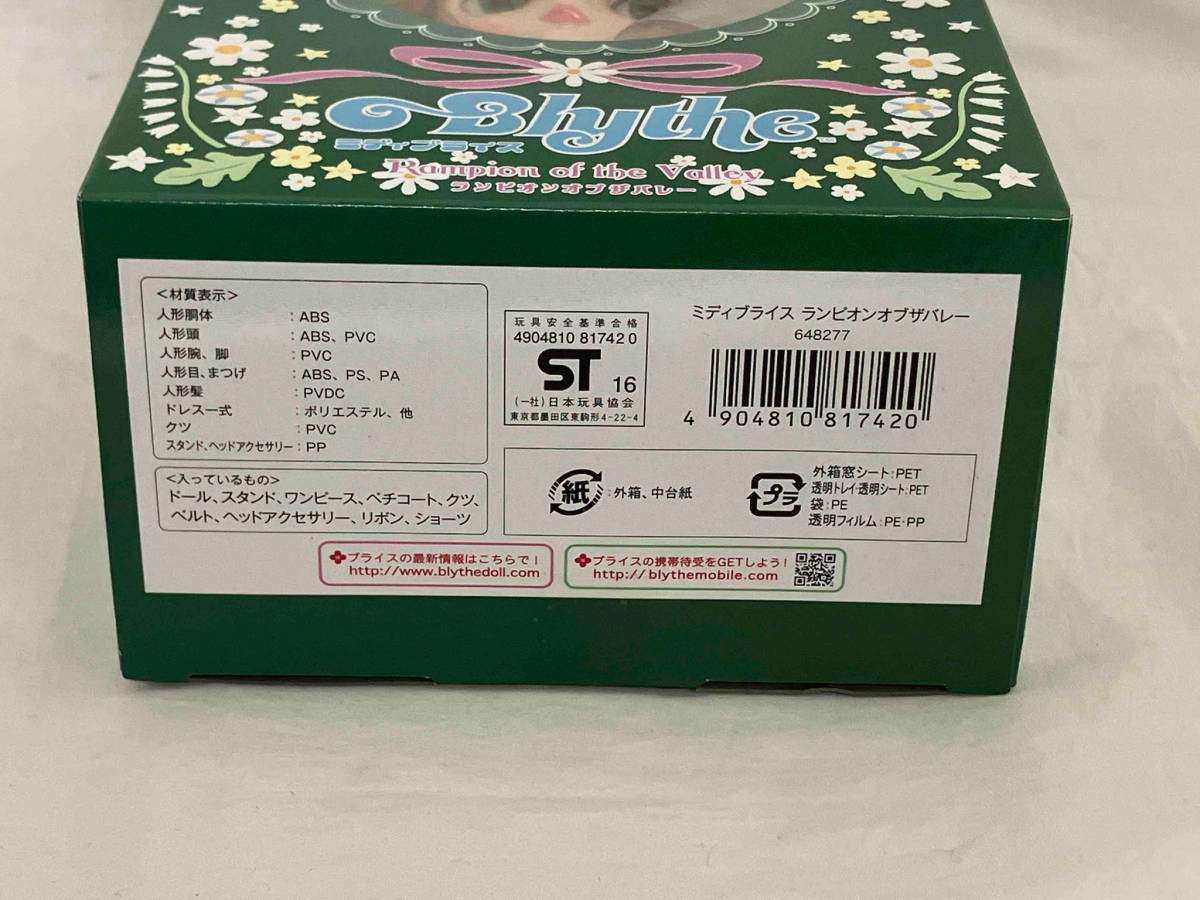 Blythe™
ミディブライス
Rampion of the Valley
ランピオンオブザバレー
<材質表示>
人形胴体 : ABS
人形頭 : ABS、PVC
人形腕、脚 : PVC
人形目、まつげ : ABS、PS、PA
人形髪 : PVDC
ドレス一式 : ポリエステル、他
クツ : PVC
スタンド、ヘッドアクセサリー : PP
<入っているもの>
ドール、スタンド、ワンピース、ペチコート、クツ、
ベルト、ヘッドアクセサリー、リボン、ショーツ
玩具安全基準合格
4904810 81742 0
ST 16
(一社)日本玩具協会
東京都墨田区東駒形4-22-4
ミディブライス ランピオンオブザバレー
648277
4 904810 817420
紙 : 外箱、中台紙
プラ
外箱窓シート:PET
透明トレイ・透明シート:PET
袋:PE
透明フィルム:PE・PP
ブライスの最新情報はこちらで!
http://www.blythedoll.com
ブライスの携帯待受をGETしよう!
http://blythemobile.com